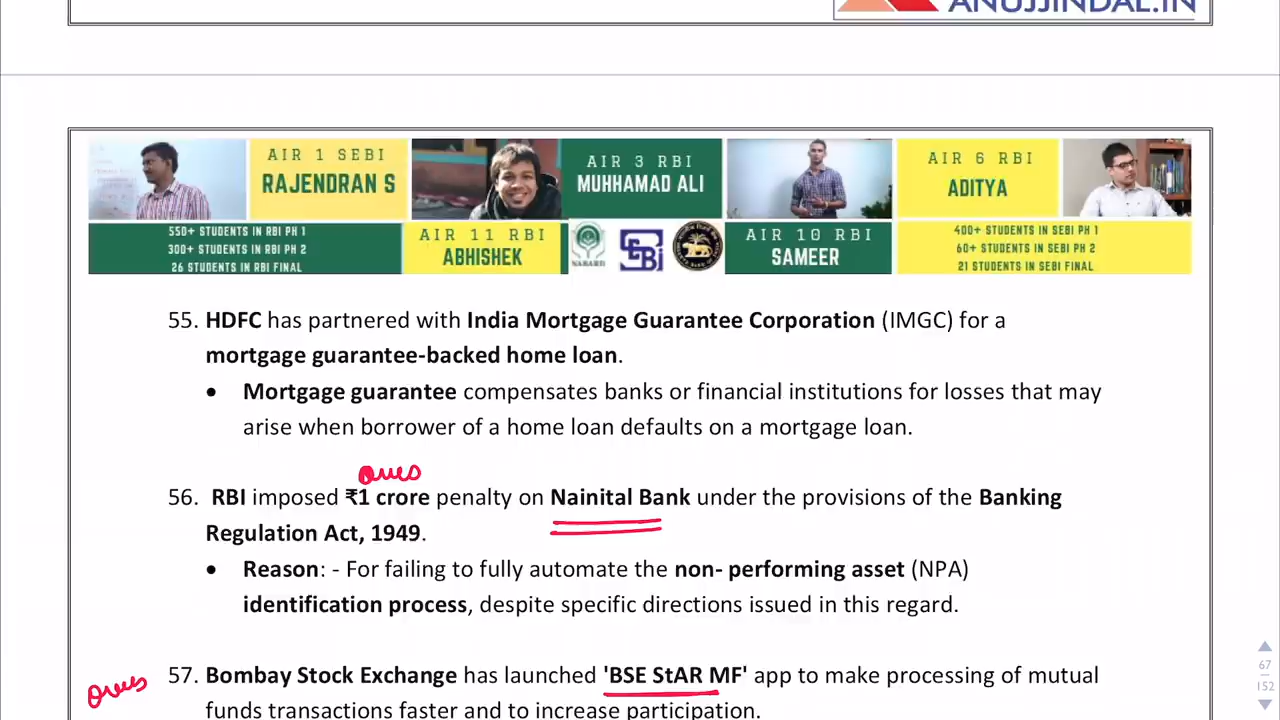 ANUJJINDAL.IN
AIR 1 SEBI
RAJENDRAN S
AIR 3 RBI
MUHHAMAD ALI
AIR 6 RBI
ADITYA
550+ STUDENTS IN RBI PH 1
300+ STUDENTS IN RBI PH 2
26 STUDENTS IN RBI FINAL
AIR 11 RBI
ABHISHEK
NABARD
SEBI
AIR 10 RBI
SAMEER
400+ STUDENTS IN SEBI PH 1
60+ STUDENTS IN SEBI PH 2
21 STUDENTS IN SEBI FINAL
55. HDFC has partnered with India Mortgage Guarantee Corporation (IMGC) for a
mortgage guarantee-backed home loan.
• Mortgage guarantee compensates banks or financial institutions for losses that may
arise when borrower of a home loan defaults on a mortgage loan.
56. RBI imposed ₹1 crore penalty on Nainital Bank under the provisions of the Banking
Regulation Act, 1949.
• Reason: - For failing to fully automate the non- performing asset (NPA)
identification process, despite specific directions issued in this regard.
57. Bombay Stock Exchange has launched 'BSE StAR MF' app to make processing of mutual
funds transactions faster and to increase participation.
67
152